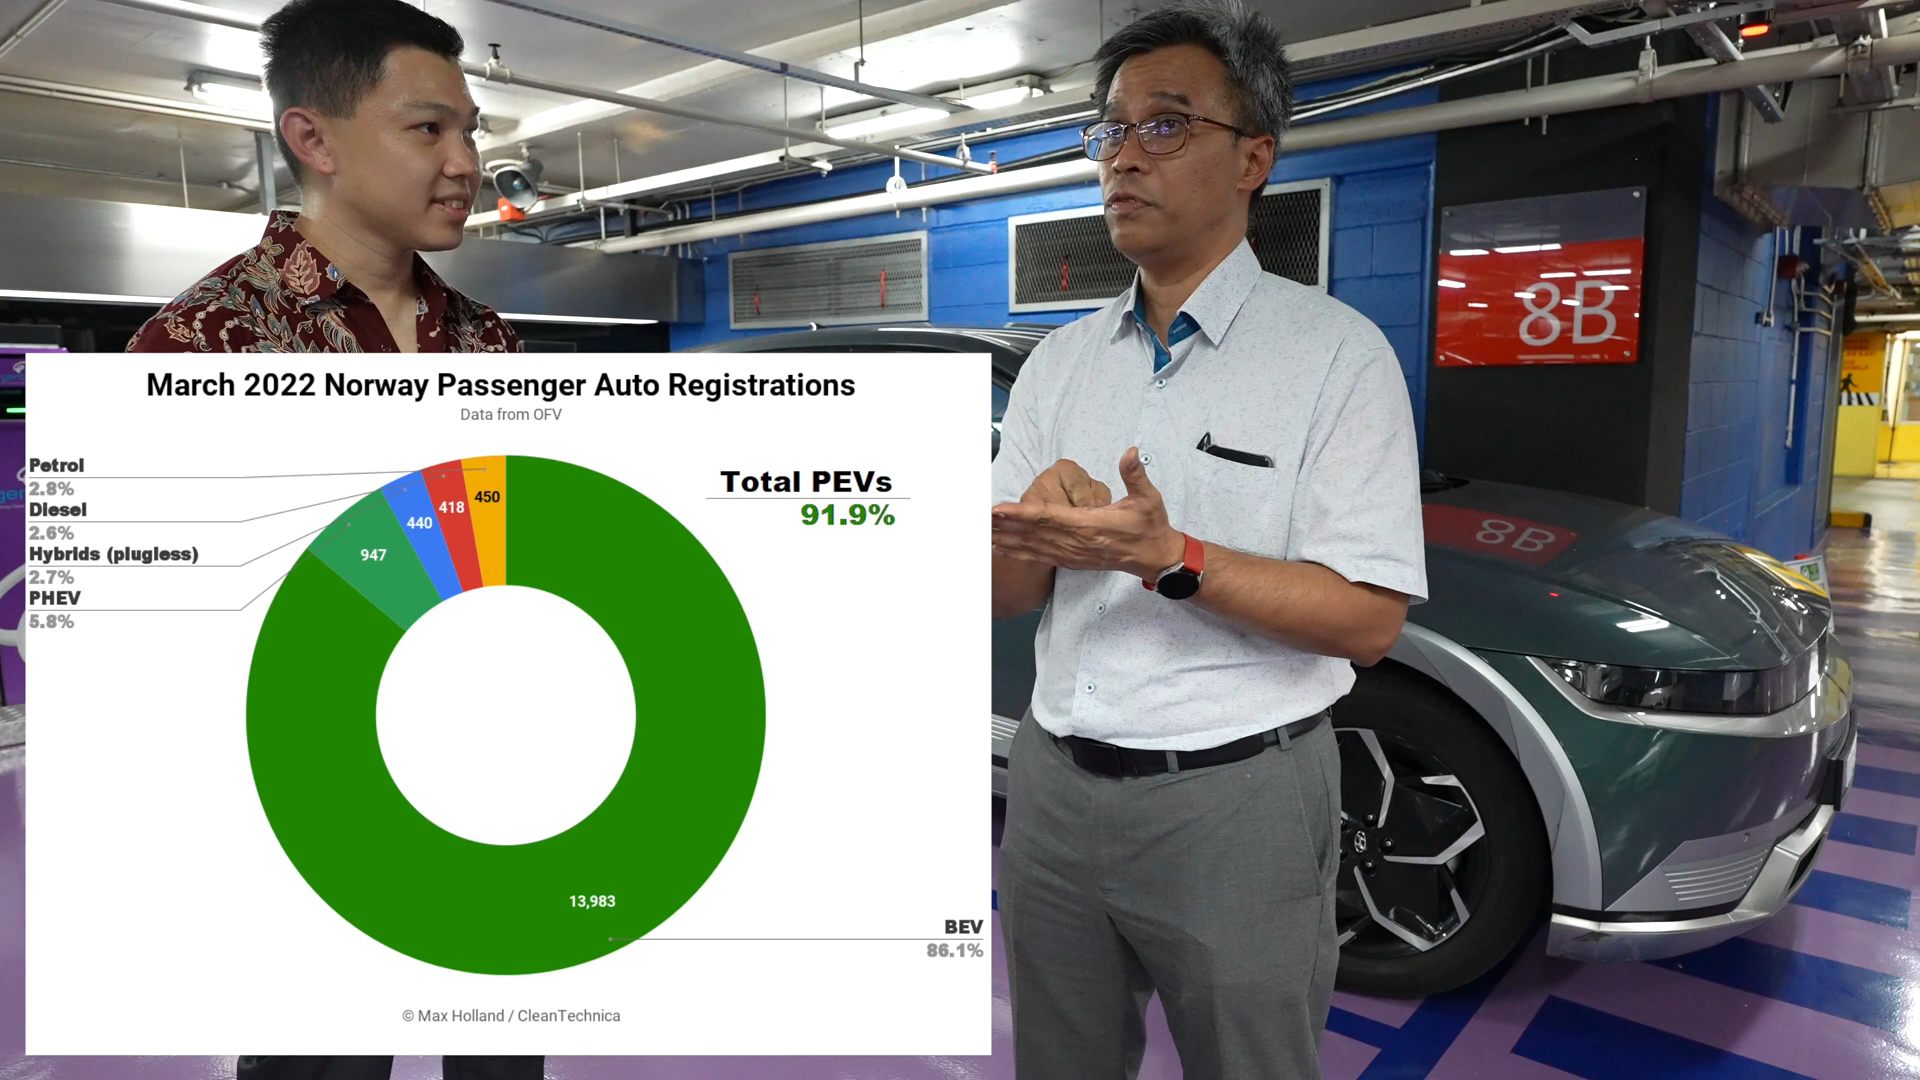 March 2022 Norway Passenger Auto Registrations
Data from OFV
Petrol
2.8%
Diesel
2.6%
Hybrids (plugless)
2.7%
PHEV
5.8%
947
440
418
450
Total PEVs
91.9%
13,983
BEV
86.1%
© Max Holland / CleanTechnica
8B
8B